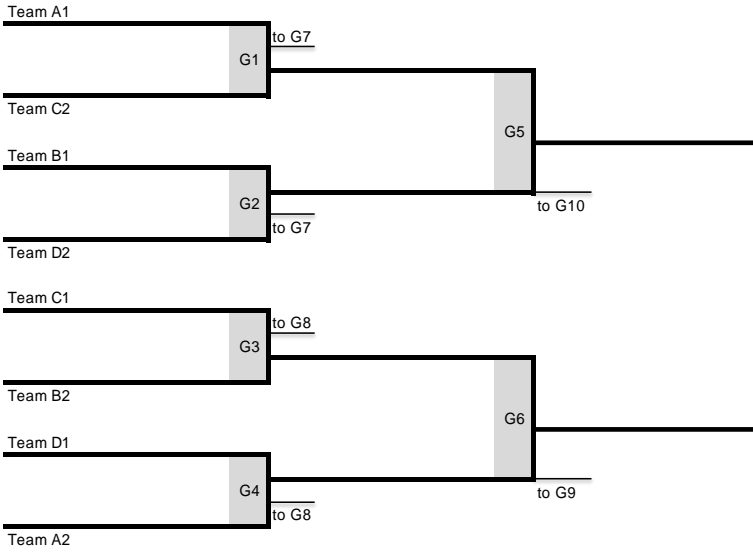 Team A1
to G7
G1
Team C2
G5
Team B1
G2
to G10
to G7
Team D2
Team C1
to G8
G3
Team B2
G6
Team D1
G4
to G9
to G8
Team A2